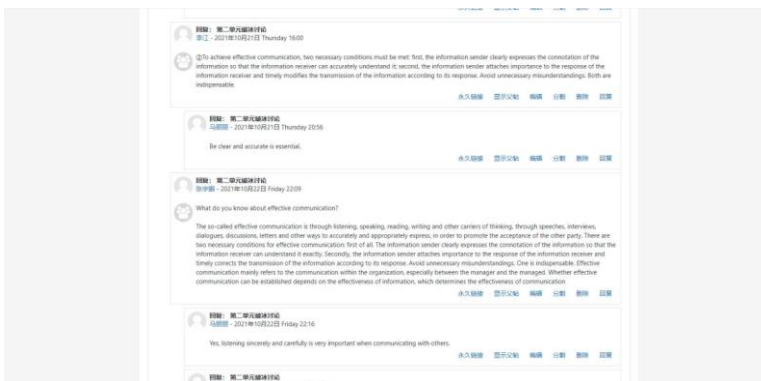 回复: 第二单元破冰讨论
李江 - 2021年10月21日 Thursday 16:00
②To achieve effective communication, two necessary conditions must be met: first, the information sender clearly expresses the connotation of the
information so that the information receiver can accurately understand it; second, the information sender attaches importance to the response of the
information receiver and timely modifies the transmission of the information according to its response. Avoid unnecessary misunderstandings. Both are
indispensable.
永久链接 显示父帖 编辑 分割 删除 回复
回复: 第二单元破冰讨论
马丽丽 - 2021年10月21日 Thursday 20:56
Be clear and accurate is essential.
永久链接 显示父帖 编辑 分割 删除 回复
回复: 第二单元破冰讨论
- 2021年10月22日 Friday 22:09
What do you know about effective communication?
The so-called effective communication is through listening, speaking, reading, writing and other carriers of thinking, through speeches, interviews,
dialogues, discussions, letters and other ways to accurately and appropriately express, in order to promote the acceptance of the other party. There are
two necessary conditions for effective communication: first of all, The information sender clearly expresses the connotation of the information so that the
information receiver can understand it exactly; Secondly, the information sender attaches importance to the response of the information receiver and
timely corrects the transmission of the information according to its response. Avoid unnecessary misunderstandings. One is indispensable. Effective
communication mainly refers to the communication within the organization, especially between the manager and the managed. Whether effective
communication can be established depends on the effectiveness of information, which determines the effectiveness of communication
永久链接 显示父帖 编辑 分割 删除 回复
回复: 第二单元破冰讨论
马丽丽 - 2021年10月22日 Friday 22:16
Yes, listening sincerely and carefully is very important when communicating with others.
永久链接 显示父帖 编辑 分割 删除 回复
回复: 第二单元破冰讨论